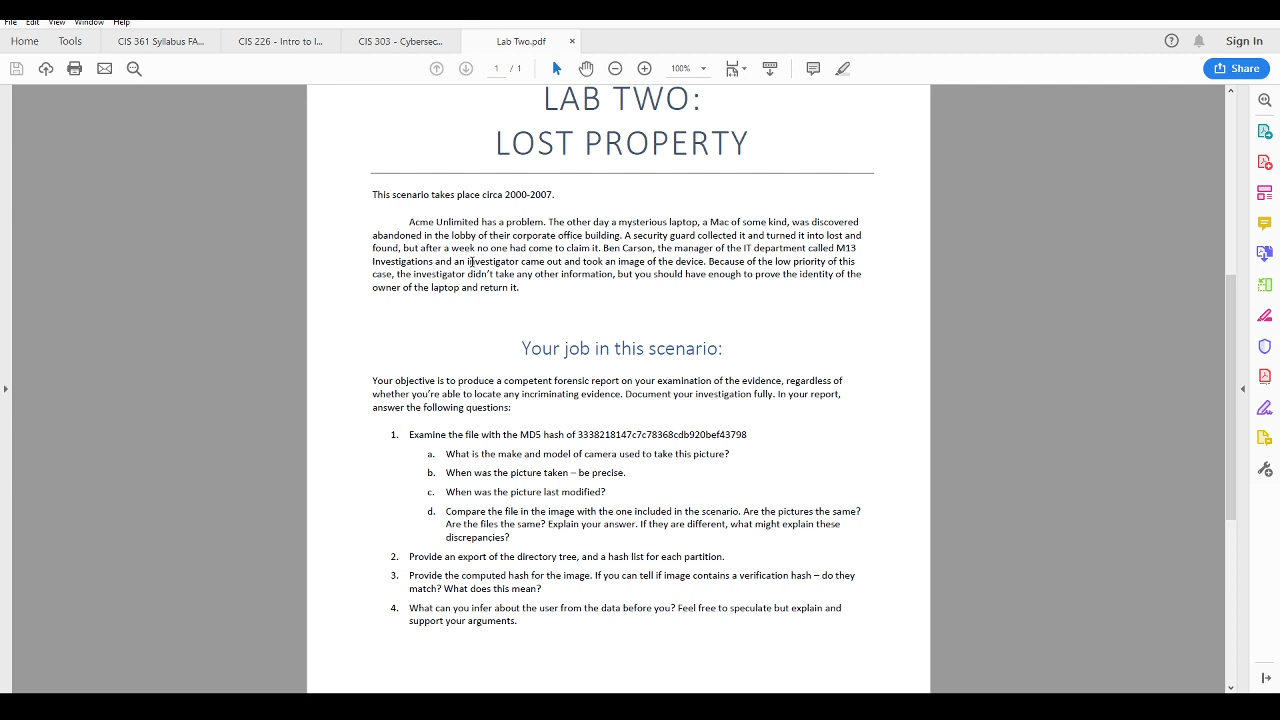 File Edit View Window Help
Home Tools CIS 361 Syllabus FA... CIS 226 - Intro to I... CIS 303 - Cybersec... Lab Two.pdf × Sign In
1 / 1 100% Share
LAB TWO:
LOST PROPERTY
This scenario takes place circa 2000-2007.
Acme Unlimited has a problem. The other day a mysterious laptop, a Mac of some kind, was discovered
abandoned in the lobby of their corporate office building. A security guard collected it and turned it into lost and
found, but after a week no one had come to claim it. Ben Carson, the manager of the IT department called M13
Investigations and an investigator came out and took an image of the device. Because of the low priority of this
case, the investigator didn't take any other information, but you should have enough to prove the identity of the
owner of the laptop and return it.
Your job in this scenario:
Your objective is to produce a competent forensic report on your examination of the evidence, regardless of
whether you're able to locate any incriminating evidence. Document your investigation fully. In your report,
answer the following questions:
1. Examine the file with the MD5 hash of 3338218147c7c78368cdb920bef43798
a. What is the make and model of camera used to take this picture?
b. When was the picture taken – be precise.
c. When was the picture last modified?
d. Compare the file in the image with the one included in the scenario. Are the pictures the same?
Are the files the same? Explain your answer. If they are different, what might explain these
discrepancies?
2. Provide an export of the directory tree, and a hash list for each partition.
3. Provide the computed hash for the image. If you can tell if image contains a verification hash – do they
match? What does this mean?
4. What can you infer about the user from the data before you? Feel free to speculate but explain and
support your arguments.